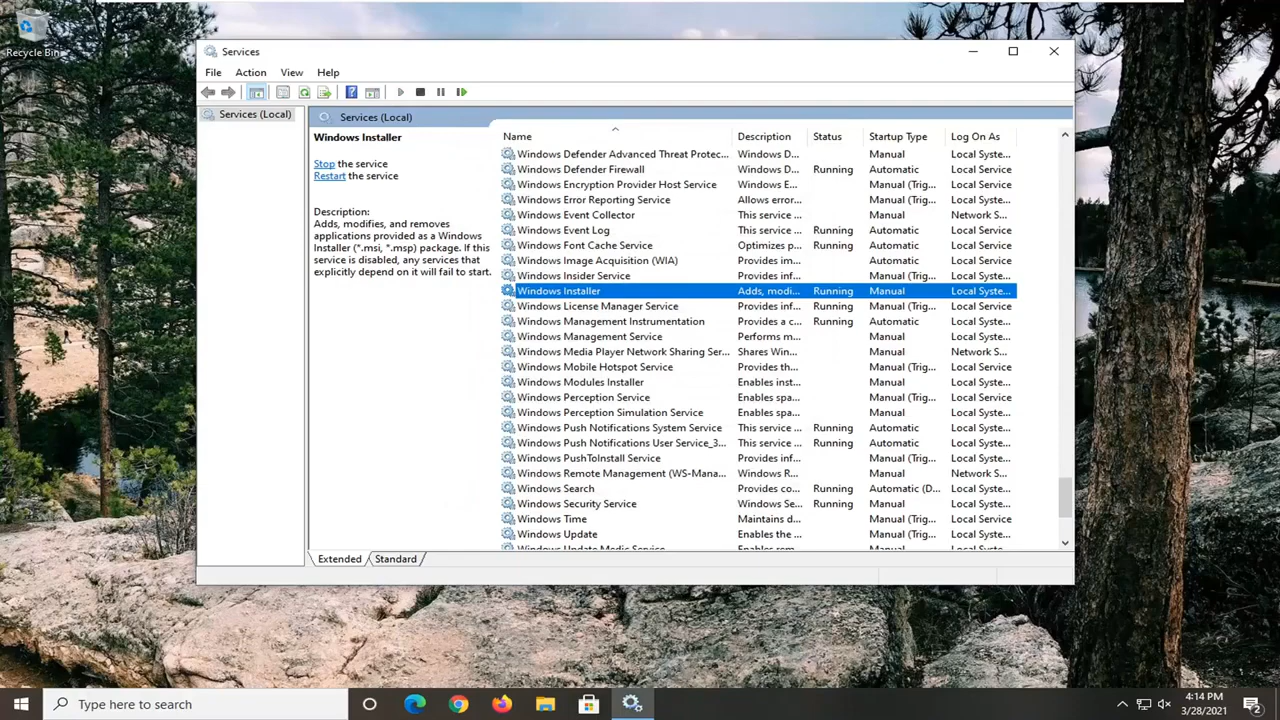 Recycle Bin
Services
File Action View Help
Services (Local)
Services (Local)
Windows Installer
Stop the service
Restart the service
Description:
Adds, modifies, and removes
applications provided as a Windows
Installer (*.msi, *.msp) package. If this
service is disabled, any services that
explicitly depend on it will fail to start.
Name Description Status Startup Type Log On As
Windows Defender Advanced Threat Protec... Windows D... Manual Local Syste...
Windows Defender Firewall Windows D... Running Automatic Local Service
Windows Encryption Provider Host Service Windows E... Manual (Trig... Local Service
Windows Error Reporting Service Allows error... Manual (Trig... Local Syste...
Windows Event Collector This service ... Manual Network S...
Windows Event Log This service ... Running Automatic Local Service
Windows Font Cache Service Optimizes p... Running Automatic Local Service
Windows Image Acquisition (WIA) Provides im... Automatic Local Service
Windows Insider Service Provides inf... Manual (Trig... Local Syste...
Windows Installer Adds, modi... Running Manual Local Syste...
Windows License Manager Service Provides inf... Running Manual (Trig... Local Service
Windows Management Instrumentation Provides a c... Running Automatic Local Syste...
Windows Management Service Performs m... Manual Local Syste...
Windows Media Player Network Sharing Ser... Shares Win... Manual Network S...
Windows Mobile Hotspot Service Provides th... Manual (Trig... Local Service
Windows Modules Installer Enables inst... Manual Local Syste...
Windows Perception Service Enables spa... Manual (Trig... Local Service
Windows Perception Simulation Service Enables spa... Manual Local Syste...
Windows Push Notifications System Service This service ... Running Automatic Local Syste...
Windows Push Notifications User Service_3... This service ... Running Automatic Local Syste...
Windows PushToInstall Service Provides inf... Manual (Trig... Local Syste...
Windows Remote Management (WS-Mana... Windows R... Manual Network S...
Windows Search Provides co... Running Automatic (D... Local Syste...
Windows Security Service Windows Se... Running Manual Local Syste...
Windows Time Maintains d... Manual (Trig... Local Service
Windows Update Enables the ... Manual (Trig... Local Syste...
Windows Update Medic Service Enables rem... Manual Local Syste...
Extended Standard
Type here to search
4:14 PM
3/28/2021
2